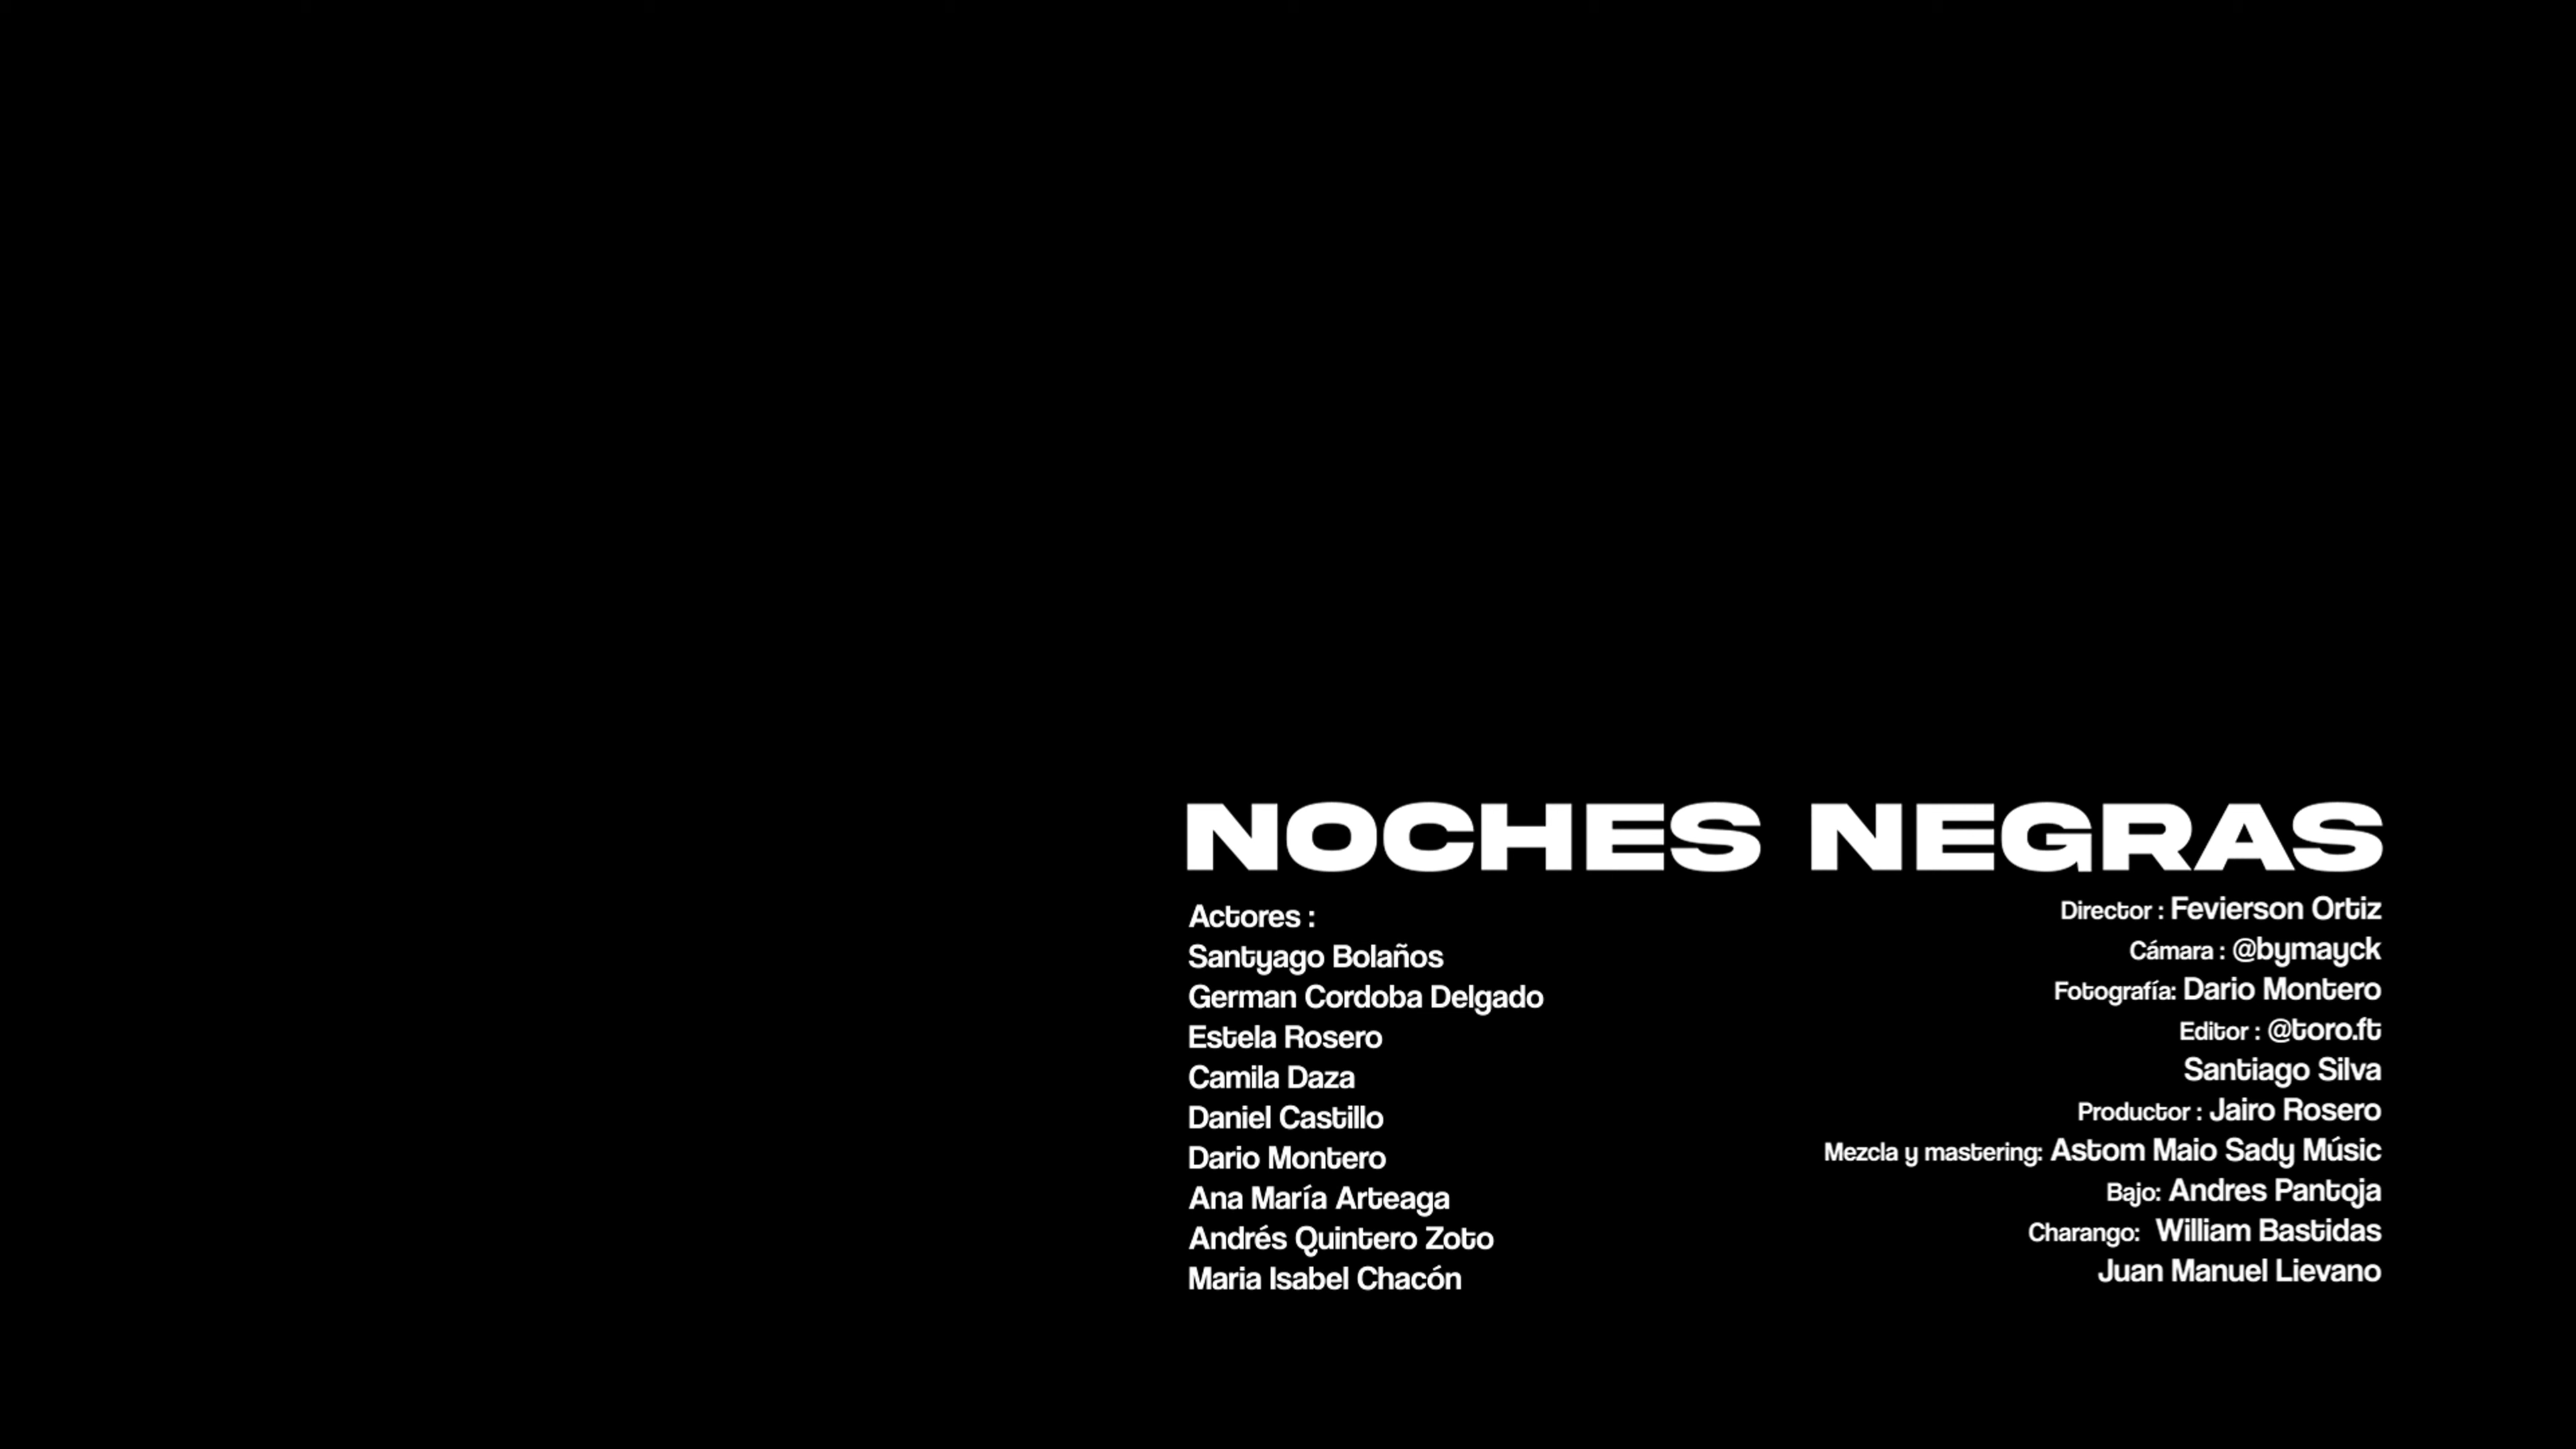 NOCHES NEGRAS
Actores :
Santyago Bolaños
German Cordoba Delgado
Estela Rosero
Camila Daza
Daniel Castillo
Dario Montero
Ana María Arteaga
Andrés Quintero Zoto
Maria Isabel Chacón
Director : Fevierson Ortiz
Cámara : @bymayck
Fotografía: Dario Montero
Editor : @toro.ft
Santiago Silva
Productor : Jairo Rosero
Mezcla y mastering: Astom Maio Sady Músic
Bajo: Andres Pantoja
Charango: William Bastidas
Juan Manuel Lievano